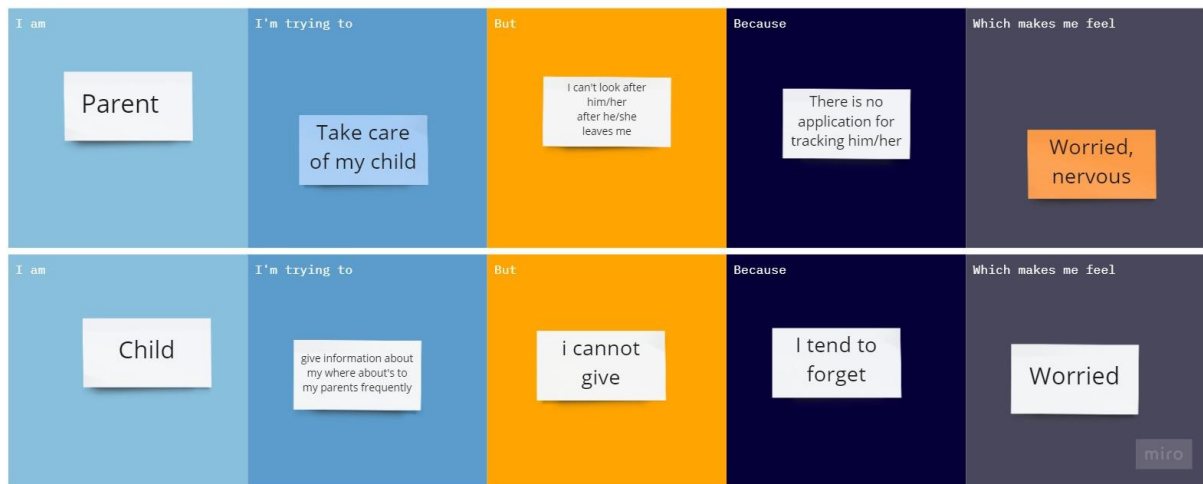 I am
I'm trying to
But
Because
Which makes me feel
Parent
Take care
of my child
I can't look after
him/her
after he/she
leaves me
There is no
application for
tracking him/her
Worried,
nervous
I am
I'm trying to
But
Because
Which makes me feel
Child
give information about
my where about's to
my parents frequently
i cannot
give
I tend to
forget
Worried
miro